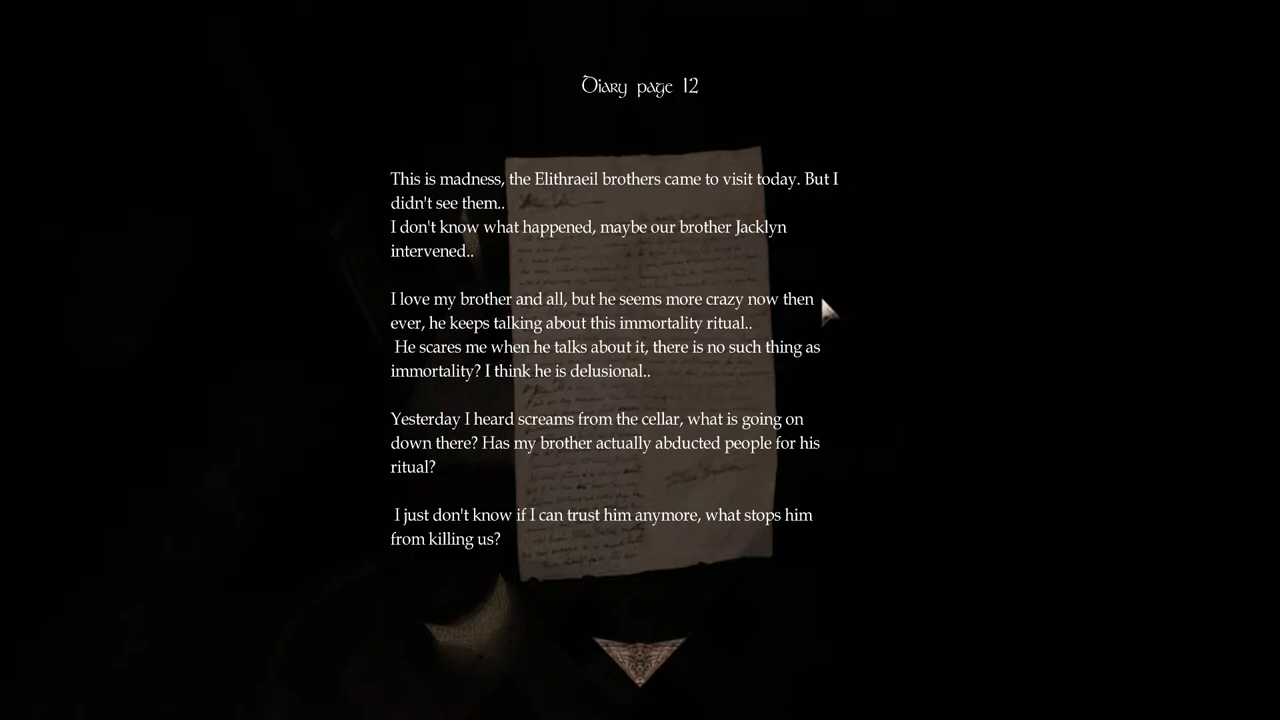 Diary page 12
This is madness, the Elithraeil brothers came to visit today. But I
didn't see them..
I don't know what happened, maybe our brother Jacklyn
intervened..
I love my brother and all, but he seems more crazy now then
ever, he keeps talking about this immortality ritual..
He scares me when he talks about it, there is no such thing as
immortality? I think he is delusional..
Yesterday I heard screams from the cellar, what is going on
down there? Has my brother actually abducted people for his
ritual?
I just don't know if I can trust him anymore, what stops him
from killing us?